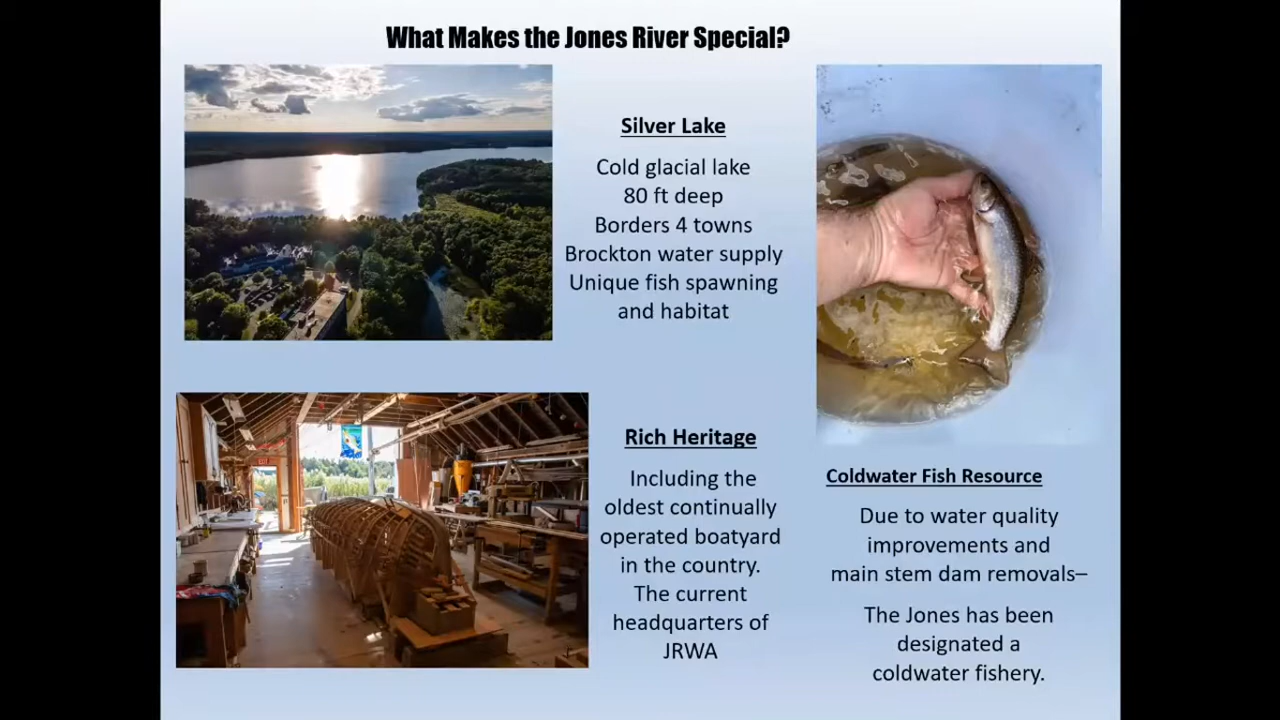 What Makes the Jones River Special?
Silver Lake
Cold glacial lake
80 ft deep
Borders 4 towns
Brockton water supply
Unique fish spawning
and habitat
Rich Heritage
Including the
oldest continually
operated boatyard
in the country.
The current
headquarters of
JRWA
Coldwater Fish Resource
Due to water quality
improvements and
main stem dam removals–
The Jones has been
designated a
coldwater fishery.